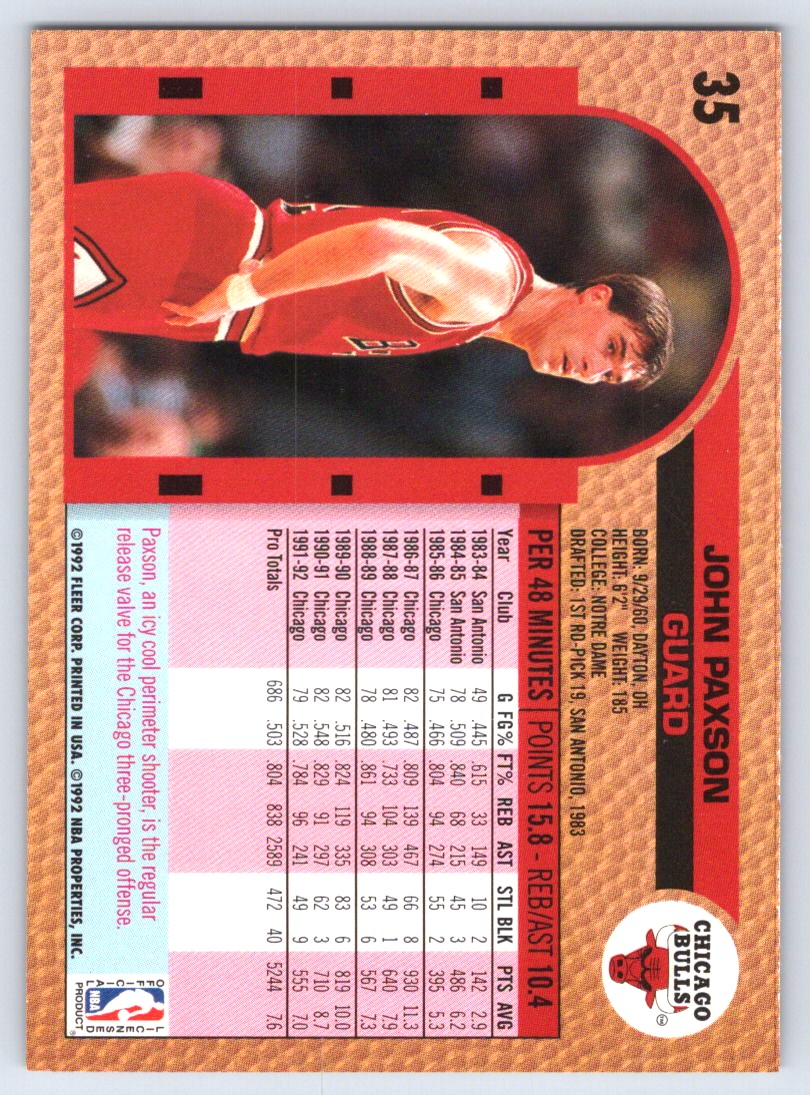 35
JOHN PAXSON
GUARD
CHICAGO
BULLS
TM
BORN: 9/29/60, DAYTON, OH
HEIGHT: 6'2" WEIGHT: 185
COLLEGE: NOTRE DAME
DRAFTED: 1ST RD-PICK 19, SAN ANTONIO, 1983
PER 48 MINUTES POINTS 15.8 - REB/AST 10.4
Year Club G FG% FT% REB AST STL BLK PTS AVG
1983-84 San Antonio 49 .445 .615 33 149 10 2 142 2.9
1984-85 San Antonio 78 .509 .840 68 215 45 3 486 6.2
1985-86 Chicago 75 .466 .804 94 274 55 2 395 5.3
1986-87 Chicago 82 .487 .809 139 467 66 8 930 11.3
1987-88 Chicago 81 .493 .733 104 303 49 1 640 7.9
1988-89 Chicago 78 .480 .861 94 308 53 6 567 7.3
1989-90 Chicago 82 .516 .824 119 335 83 6 819 10.0
1990-91 Chicago 82 .548 .829 91 297 62 3 710 8.7
1991-92 Chicago 79 .528 .784 96 241 49 9 555 7.0
Pro Totals 686 .503 .804 838 2589 472 40 5244 7.6
Paxson, an icy cool perimeter shooter, is the regular
release valve for the Chicago three-pronged offense.
©1992 FLEER CORP. PRINTED IN USA. ©1992 NBA PROPERTIES, INC.
OFFICIAL
LICENSED
NBA
PRODUCT
®